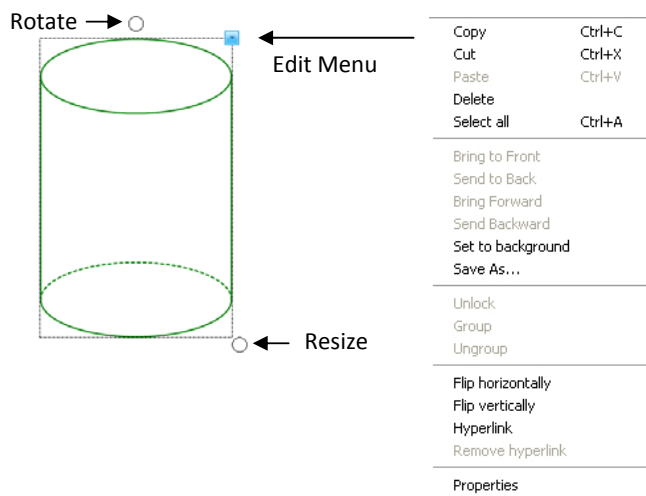 Rotate
Edit Menu
Resize
Copy Ctrl+C
Cut Ctrl+X
Paste Ctrl+V
Delete
Select all Ctrl+A
Bring to Front
Send to Back
Bring Forward
Send Backward
Set to background
Save As...
Unlock
Group
Ungroup
Flip horizontally
Flip vertically
Hyperlink
Remove hyperlink
Properties